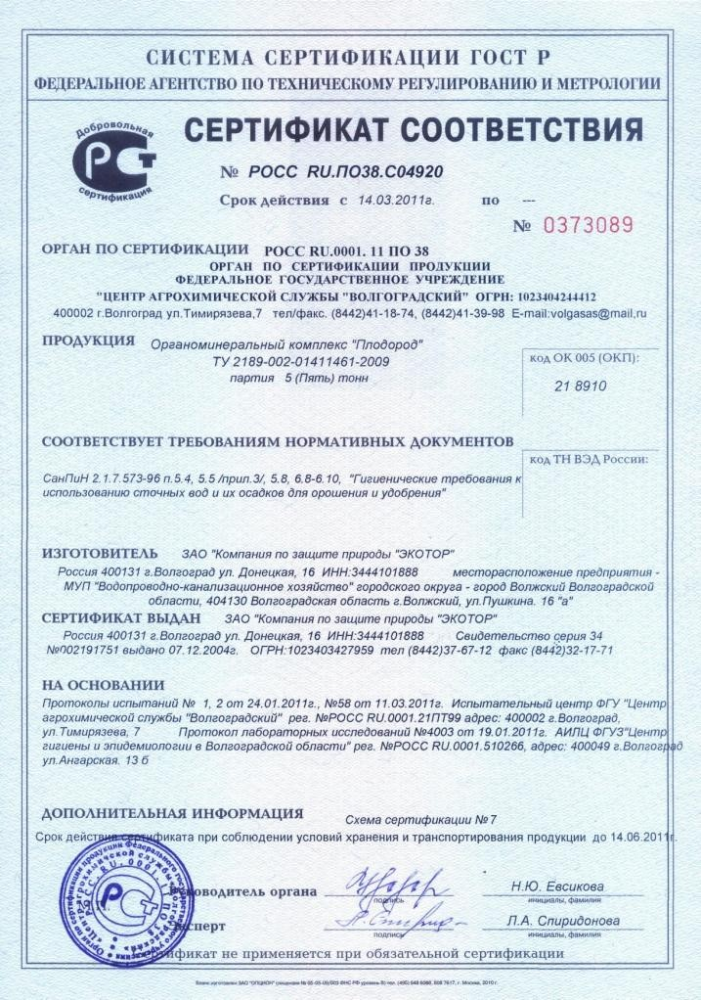 СИСТЕМА СЕРТИФИКАЦИИ ГОСТ Р
ФЕДЕРАЛЬНОЕ АГЕНТСТВО ПО ТЕХНИЧЕСКОМУ РЕГУЛИРОВАНИЮ И МЕТРОЛОГИИ
Добровольная
РСТ
сертификация
СЕРТИФИКАТ СООТВЕТСТВИЯ
№ РОСС RU.ПО38.С04920
Срок действия с 14.03.2011г. по ---
№ 0373089
ОРГАН ПО СЕРТИФИКАЦИИ РОСС RU.0001. 11 ПО 38
ОРГАН ПО СЕРТИФИКАЦИИ ПРОДУКЦИИ
ФЕДЕРАЛЬНОЕ ГОСУДАРСТВЕННОЕ УЧРЕЖДЕНИЕ
"ЦЕНТР АГРОХИМИЧЕСКОЙ СЛУЖБЫ "ВОЛГОГРАДСКИЙ" ОГРН: 1023404244412
400002 г.Волгоград ул.Тимирязева,7 тел/факс. (8442)41-18-74, (8442)41-39-98 E-mail:volgasas@mail.ru
ПРОДУКЦИЯ Органоминеральный комплекс "Плодород"
ТУ 2189-002-01411461-2009
партия 5 (Пять) тонн
код ОК 005 (ОКП):
21 8910
СООТВЕТСТВУЕТ ТРЕБОВАНИЯМ НОРМАТИВНЫХ ДОКУМЕНТОВ
код ТН ВЭД России:
СанПиН 2.1.7.573-96 п.5.4, 5.5 /прил.3/, 5.8, 6.8-6.10, "Гигиенические требования к
использованию сточных вод и их осадков для орошения и удобрения"
ИЗГОТОВИТЕЛЬ ЗАО "Компания по защите природы "ЭКОТОР"
Россия 400131 г.Волгоград ул. Донецкая, 16 ИНН:3444101888 месторасположение предприятия -
МУП "Водопроводно-канализационное хозяйство" городского округа - город Волжский Волгоградской
области, 404130 Волгоградская область г.Волжский, ул.Пушкина. 16 "а"
СЕРТИФИКАТ ВЫДАН ЗАО "Компания по защите природы "ЭКОТОР"
Россия 400131 г.Волгоград ул. Донецкая, 16 ИНН:3444101888 Свидетельство серия 34
№002191751 выдано 07.12.2004г. ОГРН:1023403427959 тел (8442)37-67-12 факс (8442)32-17-71
НА ОСНОВАНИИ
Протоколы испытаний № 1, 2 от 24.01.2011г., №58 от 11.03.2011г. Испытательный центр ФГУ "Центр
агрохимической службы "Волгоградский" рег. №РОСС RU.0001.21ПТ99 адрес: 400002 г.Волгоград,
ул.Тимирязева, 7 Протокол лабораторных исследований №4003 от 19.01.2011г. АИЛЦ ФГУЗ"Центр
гигиены и эпидемиологии в Волгоградской области" рег. №РОСС RU.0001.510266, адрес: 400049 г.Волгоград
ул.Ангарская. 13 б
ДОПОЛНИТЕЛЬНАЯ ИНФОРМАЦИЯ Схема сертификации №7
Срок действия сертификата при соблюдении условий хранения и транспортирования продукции до 14.06.2011г.
Руководитель органа
подпись
Н.Ю. Евсикова
инициалы, фамилия
Эксперт
подпись
Л.А. Спиридонова
инициалы, фамилия
Сертификат не применяется при обязательной сертификации